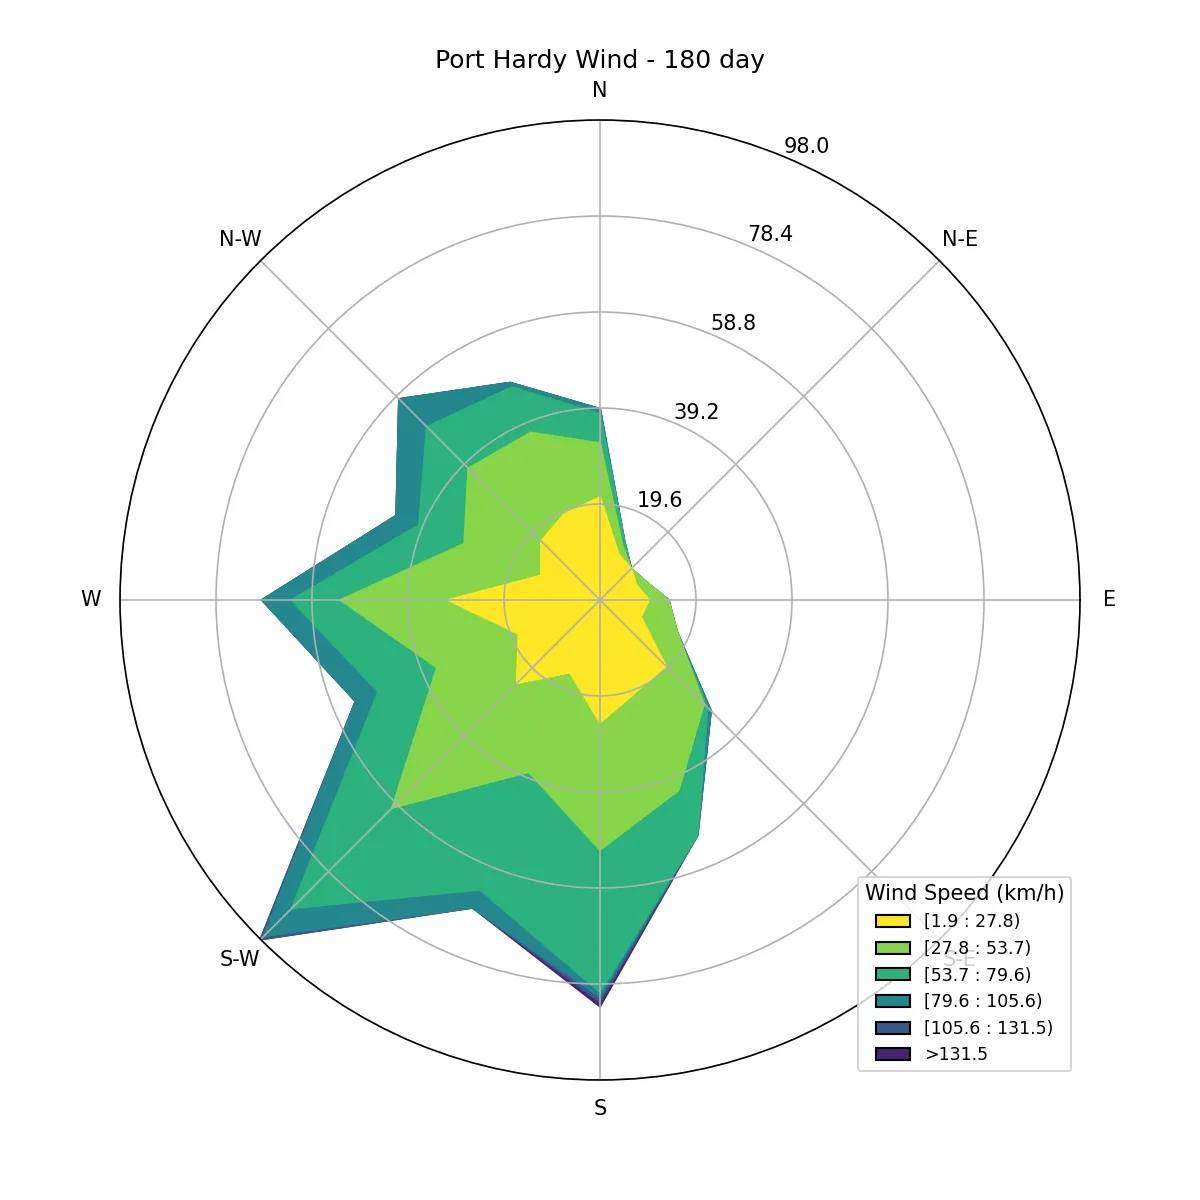 Port Hardy Wind - 180 day
N
98.0
N-W
78.4
N-E
58.8
39.2
19.6
W
E
Wind Speed (km/h)
[1.9 : 27.8)
[27.8 : 53.7)
S-W
S-E
[53.7 : 79.6)
[79.6 : 105.6)
[105.6 : 131.5)
>131.5
S